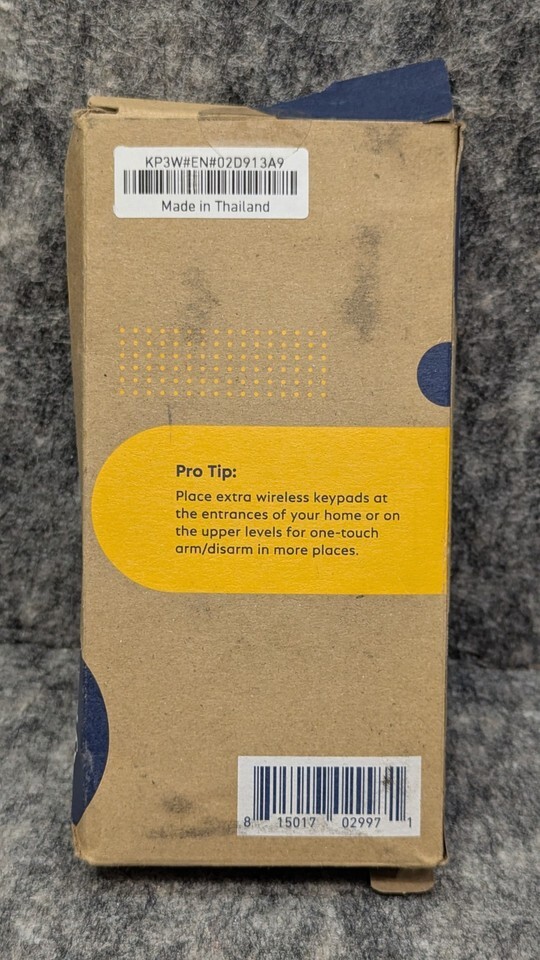 KP3W#EN#02D913A9
Made in Thailand
Pro Tip:
Place extra wireless keypads at
the entrances of your home or on
the upper levels for one-touch
arm/disarm in more places.
8 15017 02997 1